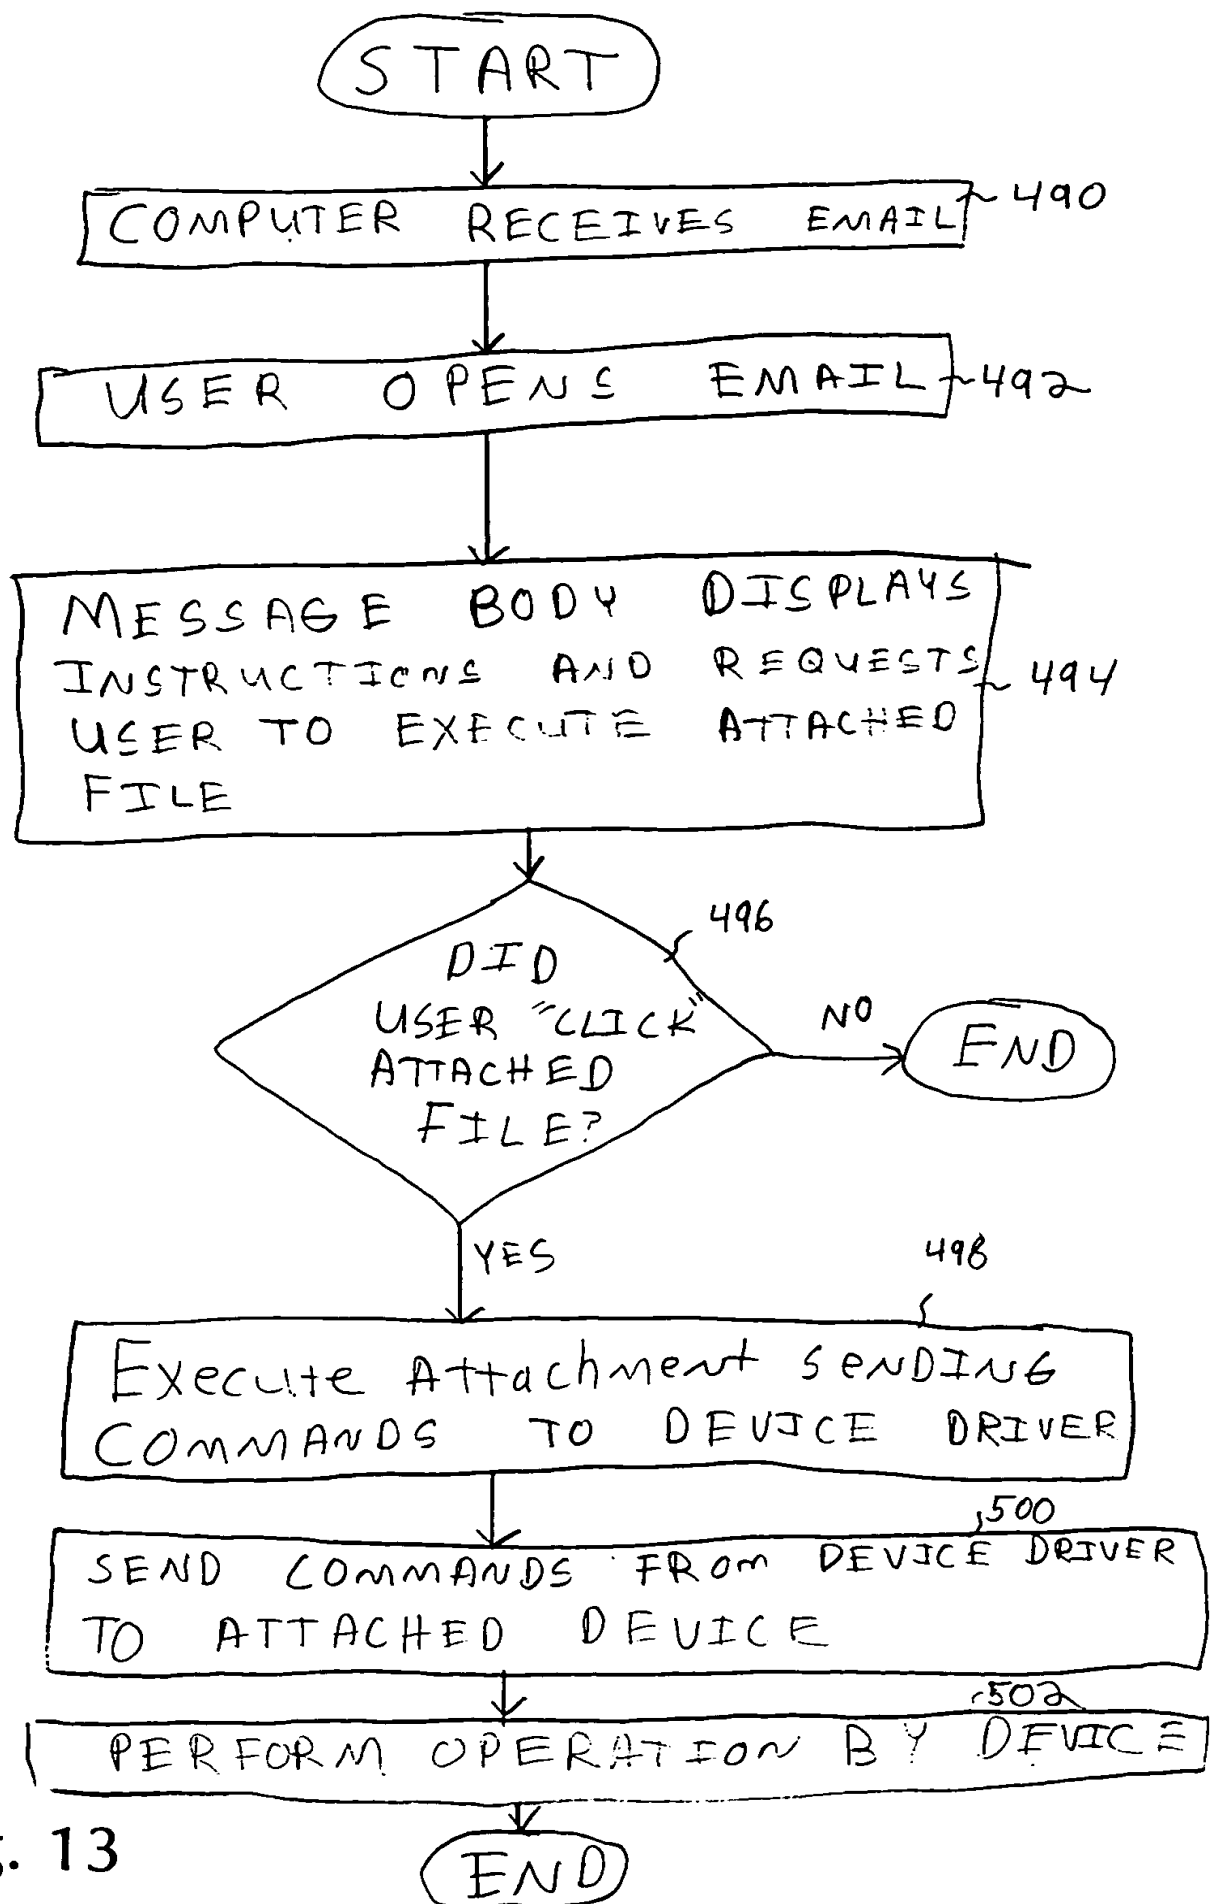 START
COMPUTER RECEIVES EMAIL 490
USER OPENS EMAIL 492
MESSAGE BODY DISPLAYS
INSTRUCTIONS AND REQUESTS 494
USER TO EXECUTE ATTACHED
FILE
496
DID
USER "CLICK"
ATTACHED
FILE?
NO
END
YES
498
Execute Attachment SENDING
COMMANDS TO DEVICE DRIVER
500
SEND COMMANDS FROM DEVICE DRIVER
TO ATTACHED DEVICE
502
PERFORM OPERATION BY DEVICE
END
g. 13